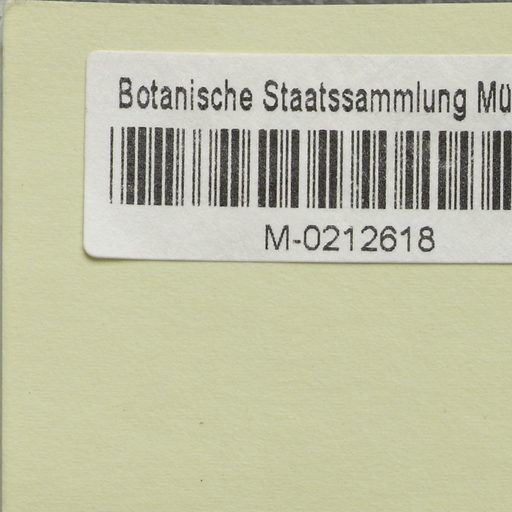 Botanische Staatssammlung Mü
M-0212618